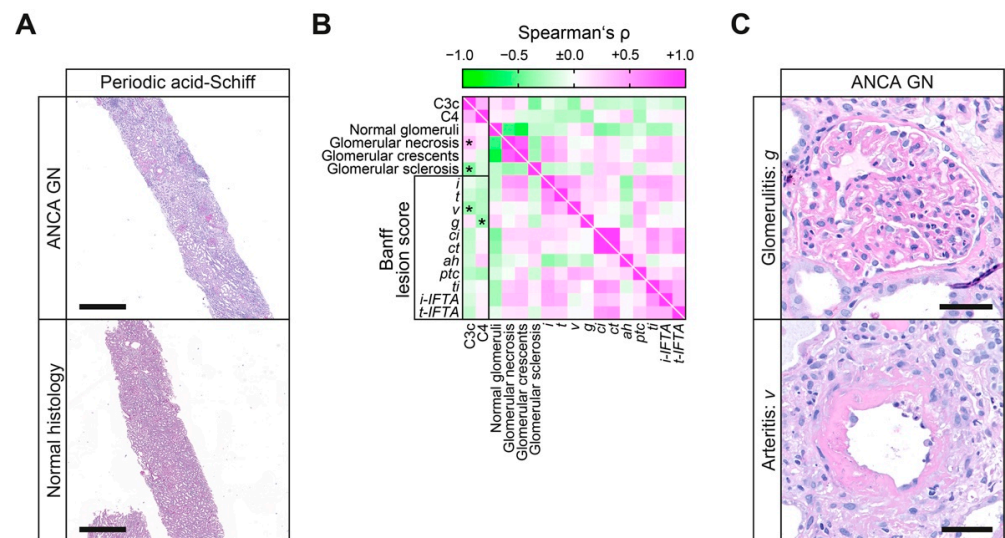 A
Periodic acid-Schiff
ANCA GN
Normal histology
B
Spearman‘s ρ
−1.0 −0.5 ±0.0 +0.5 +1.0
C3c
C4
Normal glomeruli
Glomerular necrosis *
Glomerular crescents
Glomerular sclerosis *
Banff
lesion score
i
t
v *
g *
ci
ct
ah
ptc
ti
i-IFTA
t-IFTA
C3c
C4
Normal glomeruli
Glomerular necrosis
Glomerular crescents
Glomerular sclerosis
i
t
v
g
ci
ct
ah
ptc
ti
i-IFTA
t-IFTA
C
ANCA GN
Glomerulitis: g
Arteritis: v